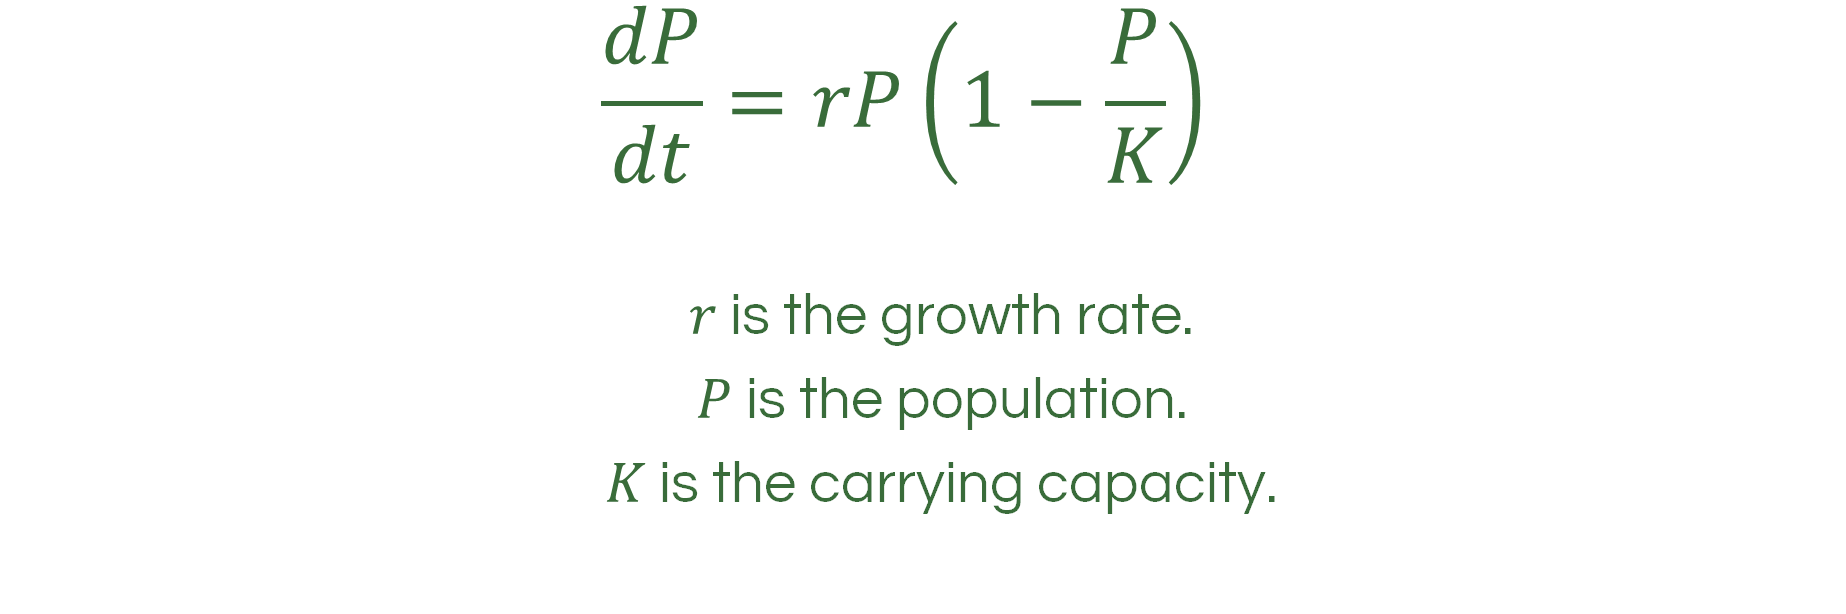 dP/dt = rP (1 − P/K)
r is the growth rate.
P is the population.
K is the carrying capacity.